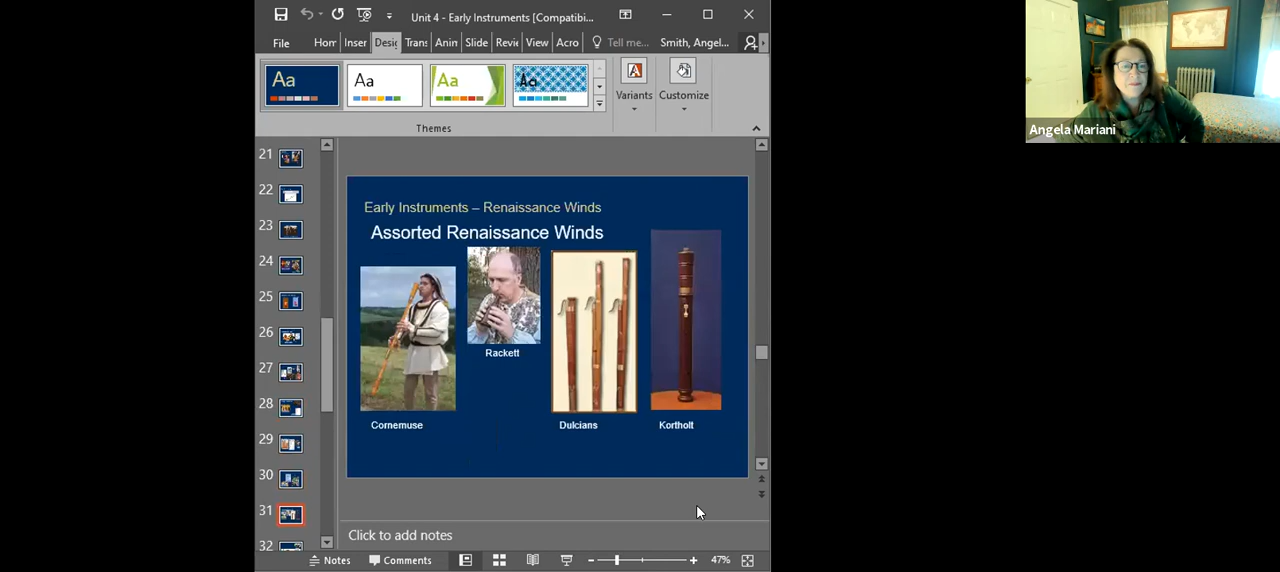 Unit 4 - Early Instruments [Compatibi...
File Horr Inser Desig Trans Anin Slide Revie View Acro Tell me... Smith, Angel...
Aa Aa Aa Aa
Variants Customize
Themes
21
22
23
24
25
26
27
28
29
30
31
32
Early Instruments – Renaissance Winds
Assorted Renaissance Winds
Rackett
Cornemuse Dulcians Kortholt
Click to add notes
Notes Comments 47%
Angela Mariani